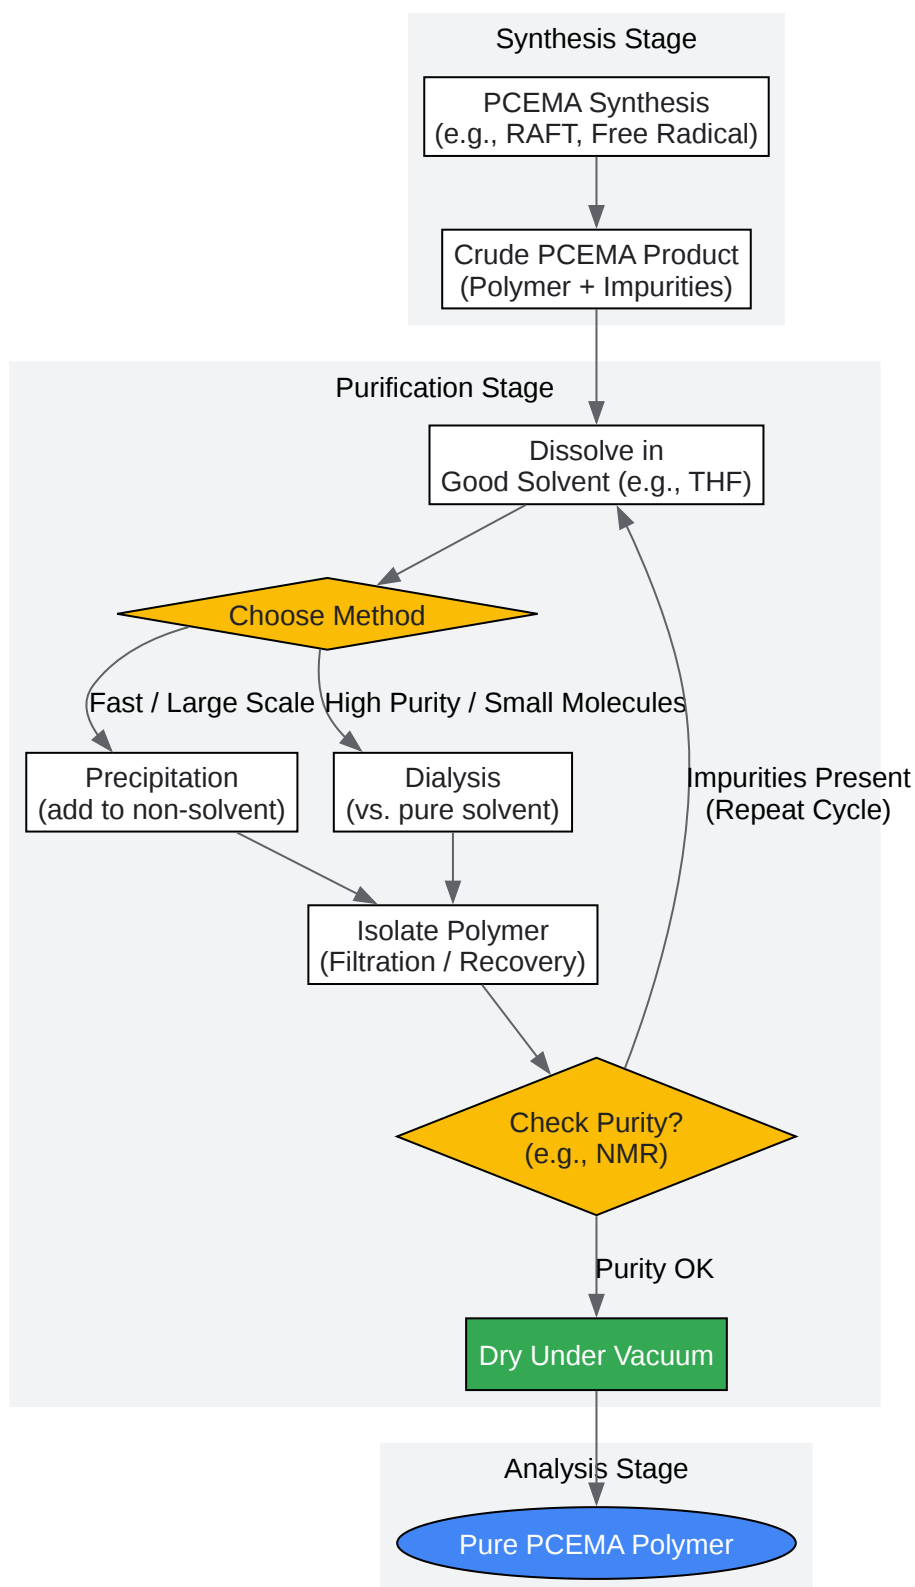 Synthesis Stage
PCEMA Synthesis
(e.g., RAFT, Free Radical)
Crude PCEMA Product
(Polymer + Impurities)
Purification Stage
Dissolve in
Good Solvent (e.g., THF)
Choose Method
Fast / Large Scale
High Purity / Small Molecules
Precipitation
(add to non-solvent)
Dialysis
(vs. pure solvent)
Impurities Present
(Repeat Cycle)
Isolate Polymer
(Filtration / Recovery)
Check Purity?
(e.g., NMR)
Purity OK
Dry Under Vacuum
Analysis Stage
Pure PCEMA Polymer